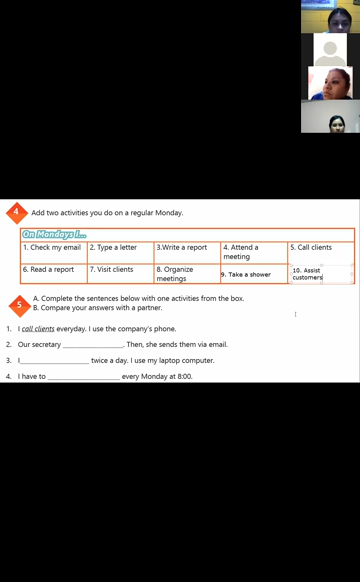 4 Add two activities you do on a regular Monday.
On Mondays I...
1. Check my email 2. Type a letter 3.Write a report 4. Attend a meeting 5. Call clients
6. Read a report 7. Visit clients 8. Organize meetings 9. Take a shower 10. Assist customers
5 A. Complete the sentences below with one activities from the box.
B. Compare your answers with a partner.
1. I call clients everyday. I use the company's phone.
2. Our secretary _______________. Then, she sends them via email.
3. I_________________ twice a day. I use my laptop computer.
4. I have to __________________ every Monday at 8:00.